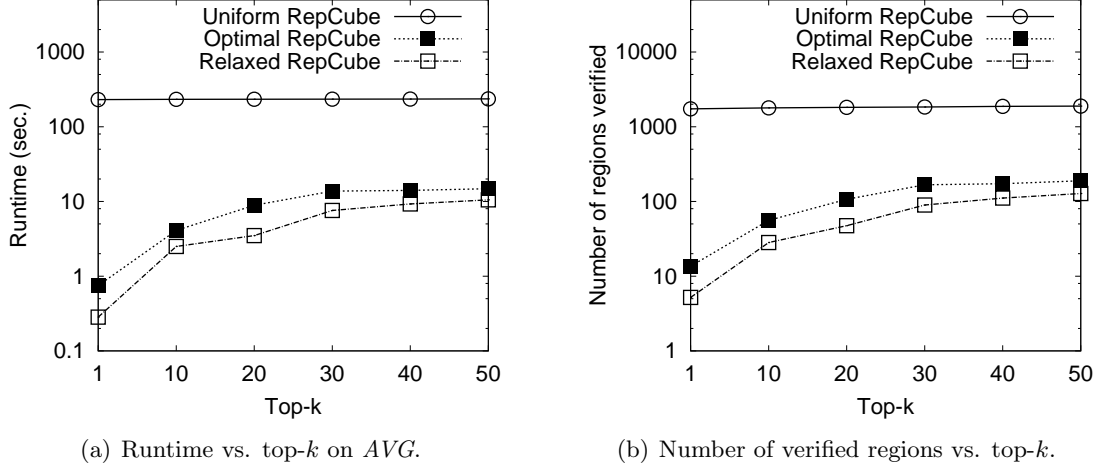 Uniform RepCube
Optimal RepCube
Relaxed RepCube
1000
100
10
1
0.1
Runtime (sec.)
1 10 20 30 40 50
Top-k
(a) Runtime vs. top-k on AVG.
Uniform RepCube
Optimal RepCube
Relaxed RepCube
10000
1000
100
10
1
Number of regions verified
1 10 20 30 40 50
Top-k
(b) Number of verified regions vs. top-k.